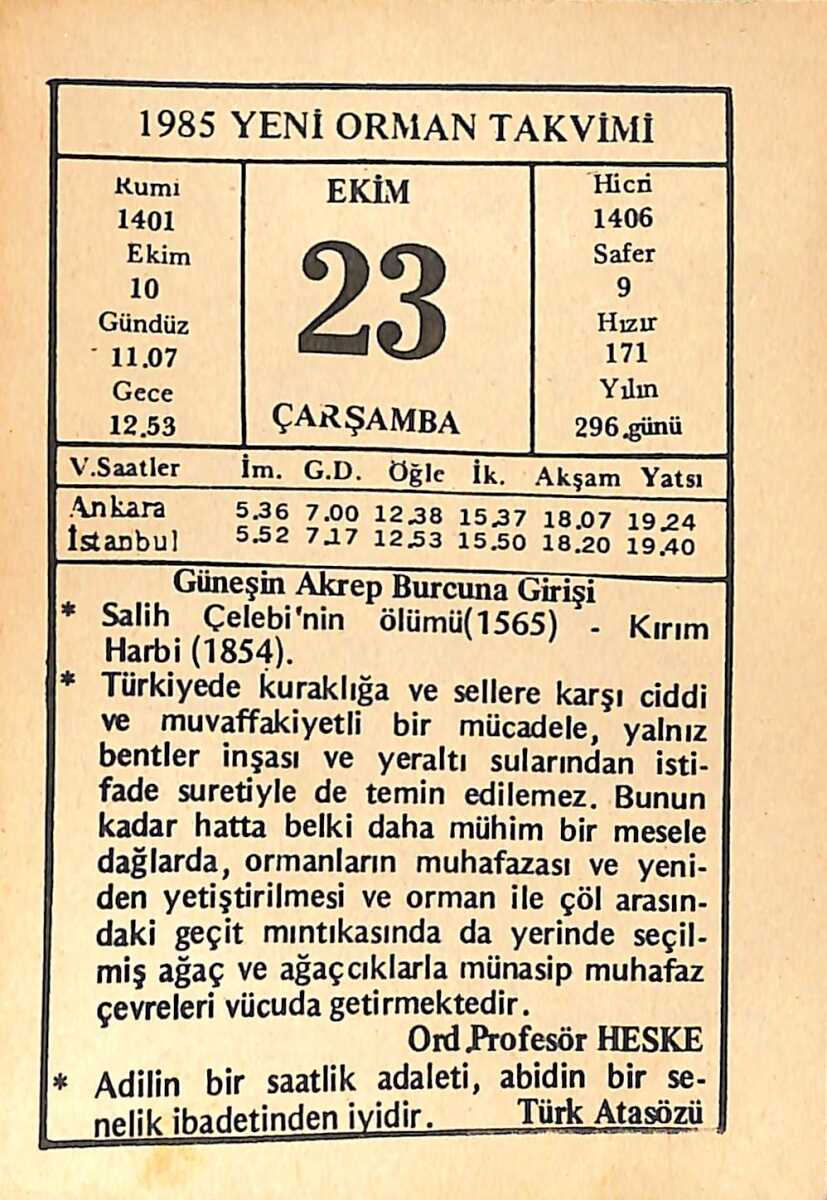 1985 YENİ ORMAN TAKVİMİ
Rumi
1401
Ekim
10
Gündüz
11.07
Gece
12.53
EKİM
23
ÇARŞAMBA
Hicri
1406
Safer
9
Hızır
171
Yılın
296.günü
V.Saatler İm. G.D. Öğle İk. Akşam Yatsı
Ankara 5.36 7.00 12.38 15.37 18.07 19.24
İstanbul 5.52 7.17 12.53 15.50 18.20 19.40
Güneşin Akrep Burcuna Girişi
* Salih Çelebi'nin ölümü(1565) - Kırım
Harbi (1854).
* Türkiyede kuraklığa ve sellere karşı ciddi
ve muvaffakiyetli bir mücadele, yalnız
bentler inşası ve yeraltı sularından isti-
fade suretiyle de temin edilemez. Bunun
kadar hatta belki daha mühim bir mesele
dağlarda, ormanların muhafazası ve yeni-
den yetiştirilmesi ve orman ile çöl arasın-
daki geçit mıntıkasında da yerinde seçil-
miş ağaç ve ağaçcıklarla münasip muhafaz
çevreleri vücuda getirmektedir.
Ord.Profesör HESKE
* Adilin bir saatlik adaleti, abidin bir se-
nelik ibadetinden iyidir. Türk Atasözü